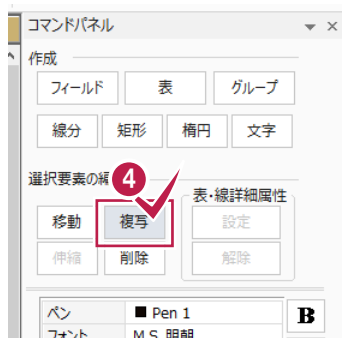 コマンドパネル
作成
フィールド 表 グループ
線分 矩形 楕円 文字
選択要素の編
4
表・線詳細属性
移動 複写 設定
伸縮 削除 解除
ペン Pen 1 B
フォント M S 明朝